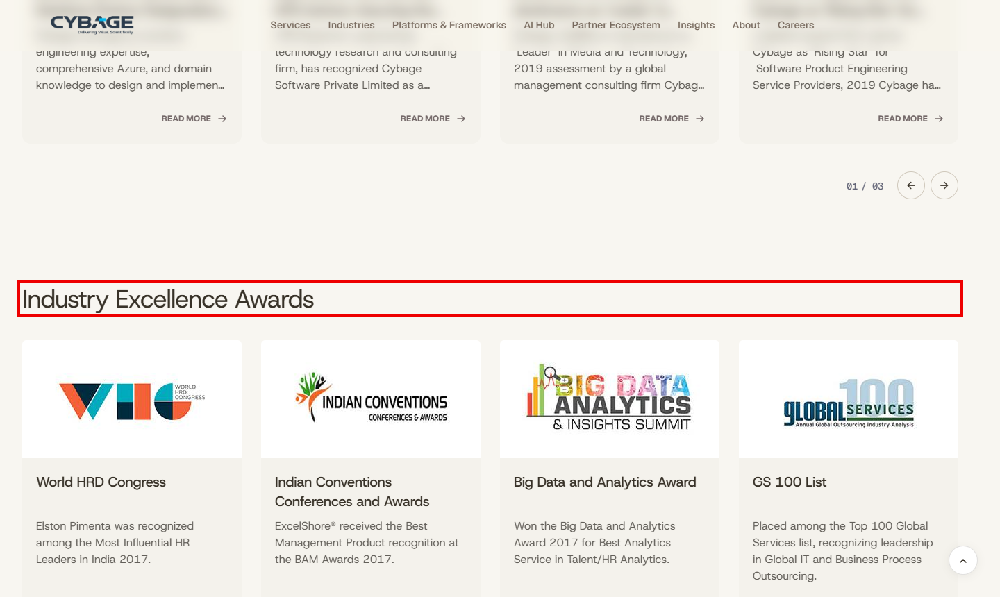 CYBAGE
Delivering Value. Scientifically.
Services Industries Platforms & Frameworks AI Hub Partner Ecosystem Insights About Careers
engineering expertise,
comprehensive Azure, and domain
knowledge to design and implemen...
READ MORE
technology research and consulting
firm, has recognized Cybage
Software Private Limited as a...
READ MORE
'Leader' in Media and Technology,
2019 assessment by a global
management consulting firm Cybag...
READ MORE
Cybage as 'Rising Star' for
Software Product Engineering
Service Providers, 2019 Cybage ha...
READ MORE
01 / 03
Industry Excellence Awards
WORLD
HRD
CONGRESS
World HRD Congress
Elston Pimenta was recognized
among the Most Influential HR
Leaders in India 2017.
INDIAN CONVENTIONS
CONFERENCES & AWARDS
Indian Conventions
Conferences and Awards
ExcelShore® received the Best
Management Product recognition at
the BAM Awards 2017.
BIG DATA
ANALYTICS
& INSIGHTS SUMMIT
Big Data and Analytics Award
Won the Big Data and Analytics
Award 2017 for Best Analytics
Service in Talent/HR Analytics.
100
gLOBAL SERVICES
Annual Global Outsourcing Industry Analysis
GS 100 List
Placed among the Top 100 Global
Services list, recognizing leadership
in Global IT and Business Process
Outsourcing.